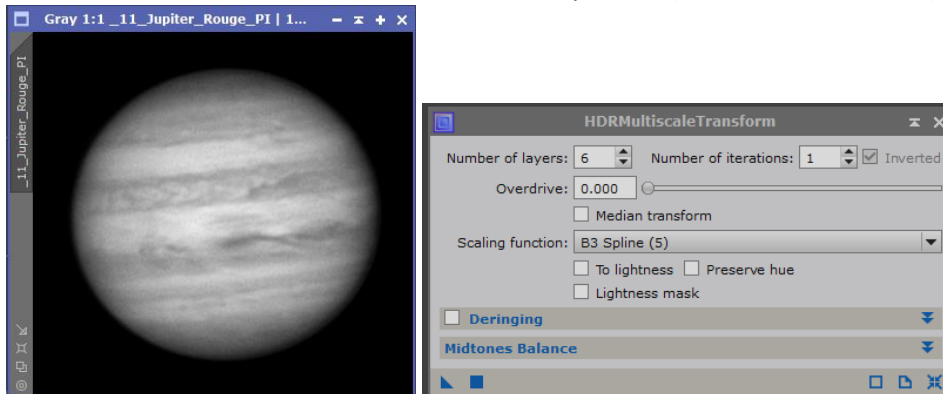 Gray 1:1 _11_Jupiter_Rouge_PI | 1...
_11_Jupiter_Rouge_PI
HDRMultiscaleTransform
Number of layers: 6 Number of iterations: 1 Inverted
Overdrive: 0.000
Median transform
Scaling function: B3 Spline (5)
To lightness Preserve hue
Lightness mask
Deringing
Midtones Balance